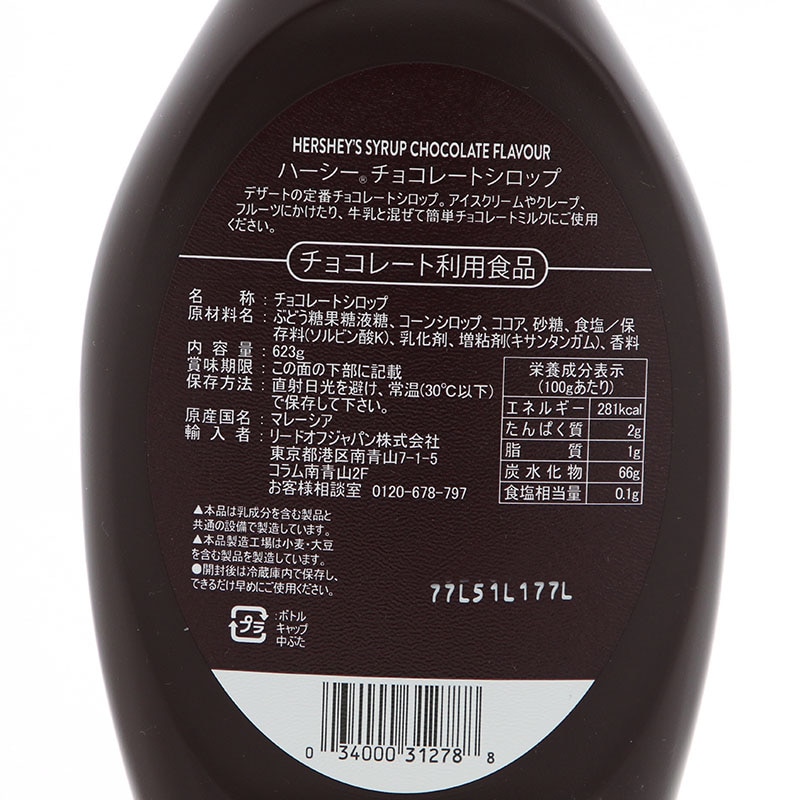 HERSHEY'S SYRUP CHOCOLATE FLAVOUR
ハーシー®チョコレートシロップ
デザートの定番チョコレートシロップ。アイスクリームやクレープ、
フルーツにかけたり、牛乳と混ぜて簡単チョコレートミルクにご使用
ください。
チョコレート利用食品
名称:チョコレートシロップ
原材料名:ぶどう糖果糖液糖、コーンシロップ、ココア、砂糖、食塩/保
存料(ソルビン酸K)、乳化剤、増粘剤(キサンタンガム)、香料
内容量:623g
賞味期限:この面の下部に記載
保存方法:直射日光を避け、常温(30℃以下)
で保存して下さい。
原産国名:マレーシア
輸入者:リードオフジャパン株式会社
東京都港区南青山7-1-5
コラム南青山2F
お客様相談室 0120-678-797
栄養成分表示
(100gあたり)
エネルギー 281kcal
たんぱく質 2g
脂質 1g
炭水化物 66g
食塩相当量 0.1g
▲本品は乳成分を含む製品と
共通の設備で製造しています。
▲本品製造工場は小麦・大豆
を含む製品を製造しています。
●開封後は冷蔵庫内で保存し、
できるだけ早めにご使用ください。
77L51L177L
プラ
:ボトル
キャップ
中ぶた
0 34000 31278 8